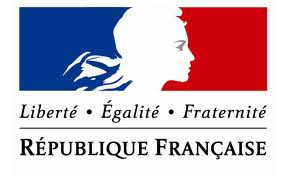 Liberté • Égalité • Fraternité
RÉPUBLIQUE FRANÇAISE